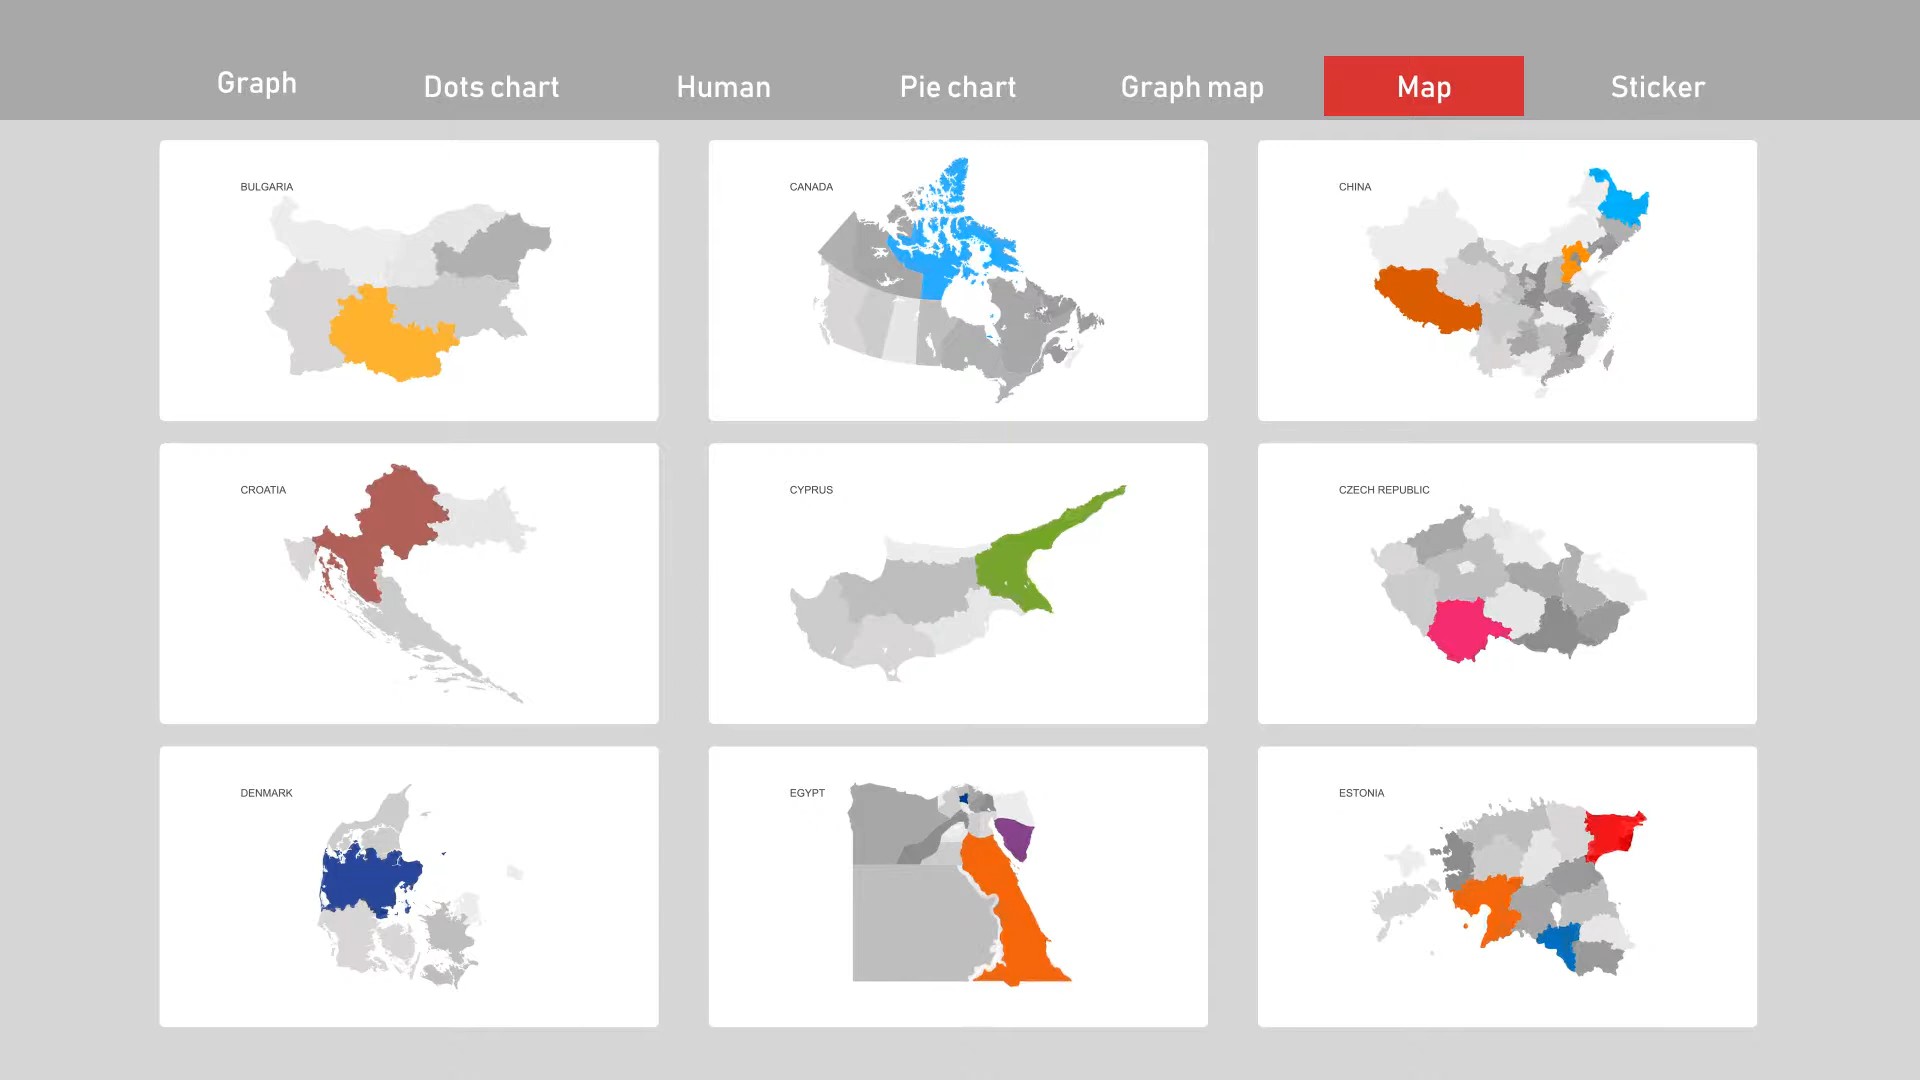 Graph Dots chart Human Pie chart Graph map Map Sticker
BULGARIA
CANADA
CHINA
CROATIA
CYPRUS
CZECH REPUBLIC
DENMARK
EGYPT
ESTONIA